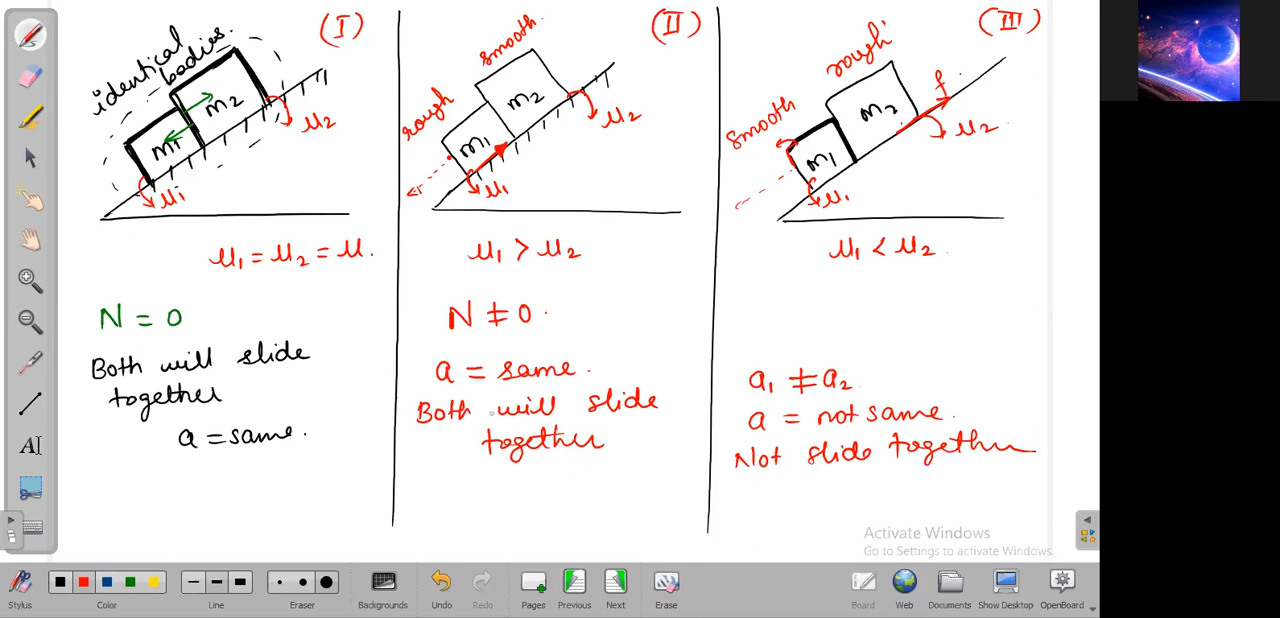 (I)
identical
bodies.
m1
m2
μ1
μ2
μ1 = μ2 = μ.
N = 0
Both will slide
together
a = same.
(II)
smooth
rough
m1
m2
μ1
μ2
μ1 > μ2
N ≠ 0.
a = same.
Both will slide
together
(III)
rough
smooth
m1
m2
f
μ1
μ2
μ1 < μ2
a1 ≠ a2
a = not same.
Not slide together
A
Activate Windows
Go to Settings to activate Windows.
Stylus
Color
Line
Eraser
Backgrounds
Undo
Redo
Pages
Previous
Next
Erase
Board
Web
Documents
Show Desktop
OpenBoard